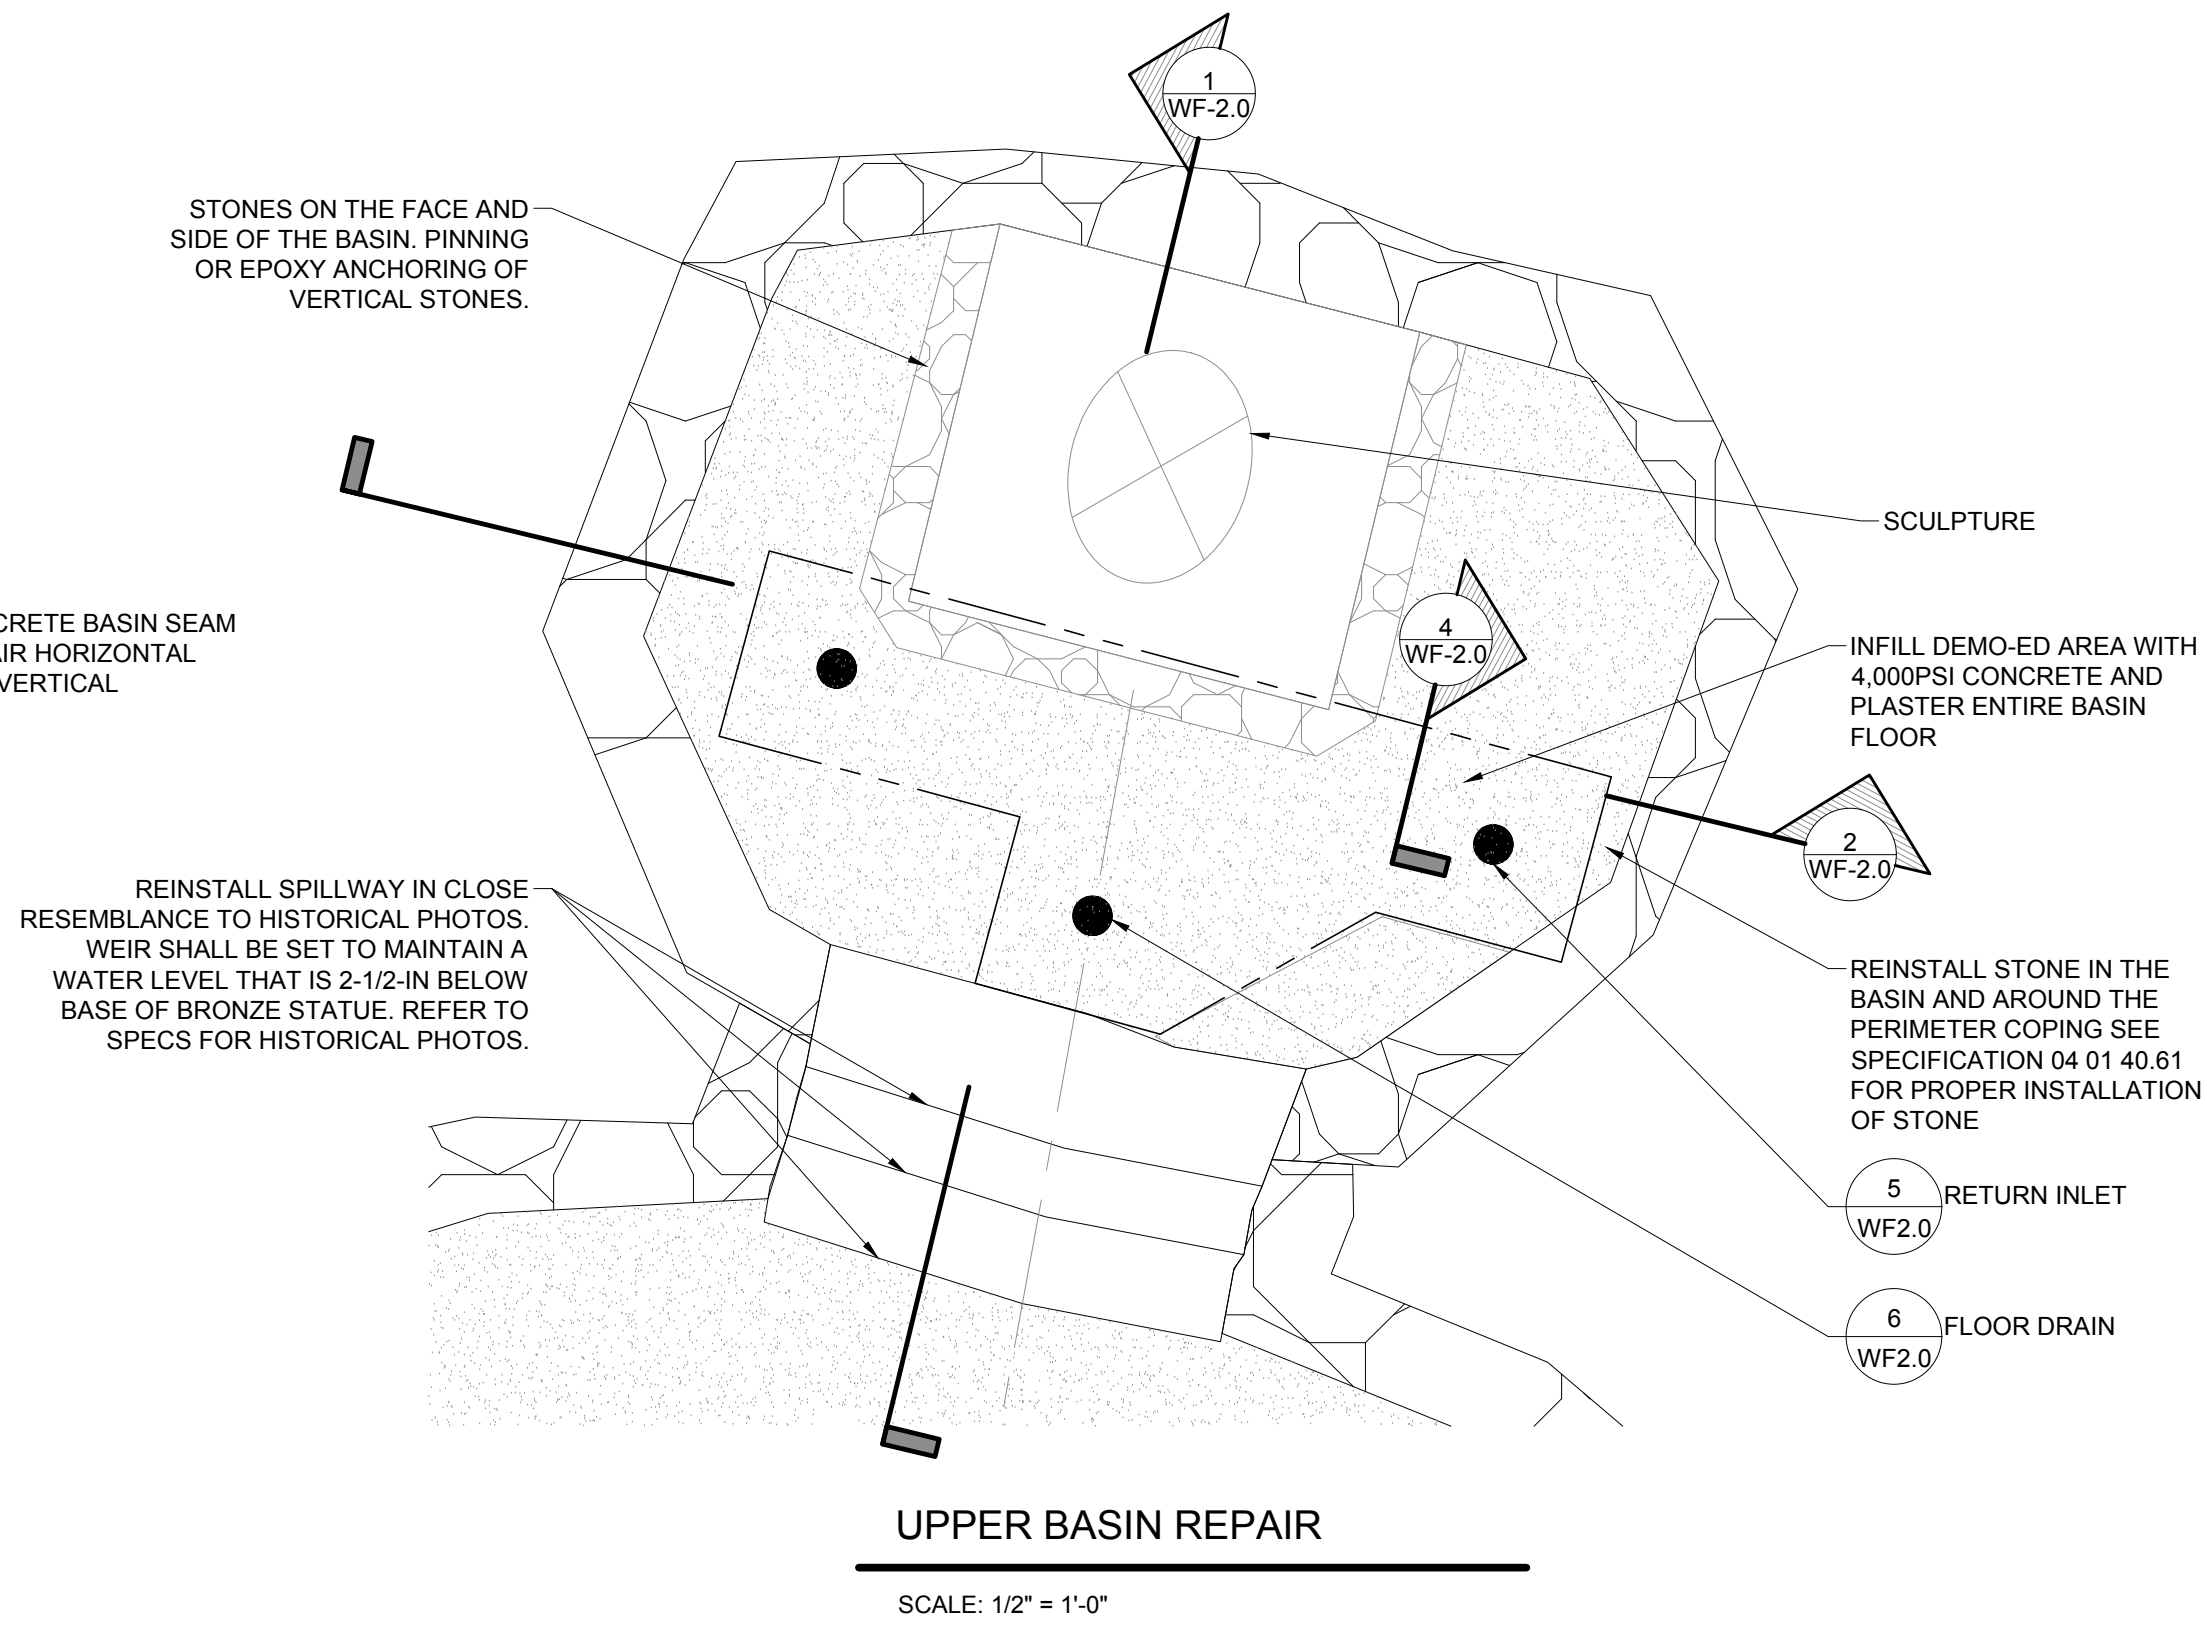 1
WF-2.0
STONES ON THE FACE AND
SIDE OF THE BASIN. PINNING
OR EPOXY ANCHORING OF
VERTICAL STONES.
SCULPTURE
CRETE BASIN SEAM
AIR HORIZONTAL
VERTICAL
4
WF-2.0
INFILL DEMO-ED AREA WITH
4,000PSI CONCRETE AND
PLASTER ENTIRE BASIN
FLOOR
2
WF-2.0
REINSTALL SPILLWAY IN CLOSE
RESEMBLANCE TO HISTORICAL PHOTOS.
WEIR SHALL BE SET TO MAINTAIN A
WATER LEVEL THAT IS 2-1/2-IN BELOW
BASE OF BRONZE STATUE. REFER TO
SPECS FOR HISTORICAL PHOTOS.
REINSTALL STONE IN THE
BASIN AND AROUND THE
PERIMETER COPING SEE
SPECIFICATION 04 01 40.61
FOR PROPER INSTALLATION
OF STONE
5
WF2.0
RETURN INLET
6
WF2.0
FLOOR DRAIN
UPPER BASIN REPAIR
SCALE: 1/2" = 1'-0"